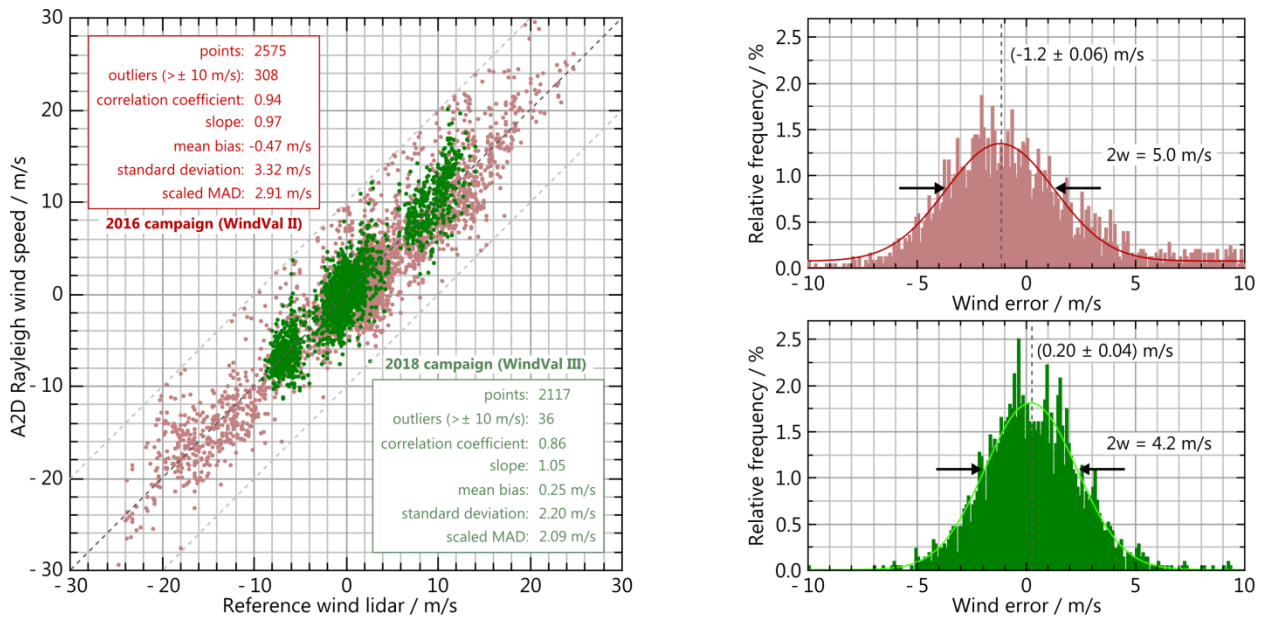 30
20
10
0
- 10
- 20
- 30
A2D Rayleigh wind speed / m/s
points: 2575
outliers (>± 10 m/s): 308
correlation coefficient: 0.94
slope: 0.97
mean bias: -0.47 m/s
standard deviation: 3.32 m/s
scaled MAD: 2.91 m/s
2016 campaign (WindVal II)
2018 campaign (WindVal III)
points: 2117
outliers (>± 10 m/s): 36
correlation coefficient: 0.86
slope: 1.05
mean bias: 0.25 m/s
standard deviation: 2.20 m/s
scaled MAD: 2.09 m/s
- 30 - 20 - 10 0 10 20 30
Reference wind lidar / m/s
2.5
2.0
1.5
1.0
0.5
0.0
Relative frequency / %
(-1.2 ± 0.06) m/s
2w = 5.0 m/s
- 10 - 5 0 5 10
Wind error / m/s
2.5
2.0
1.5
1.0
0.5
0.0
Relative frequency / %
(0.20 ± 0.04) m/s
2w = 4.2 m/s
- 10 - 5 0 5 10
Wind error / m/s